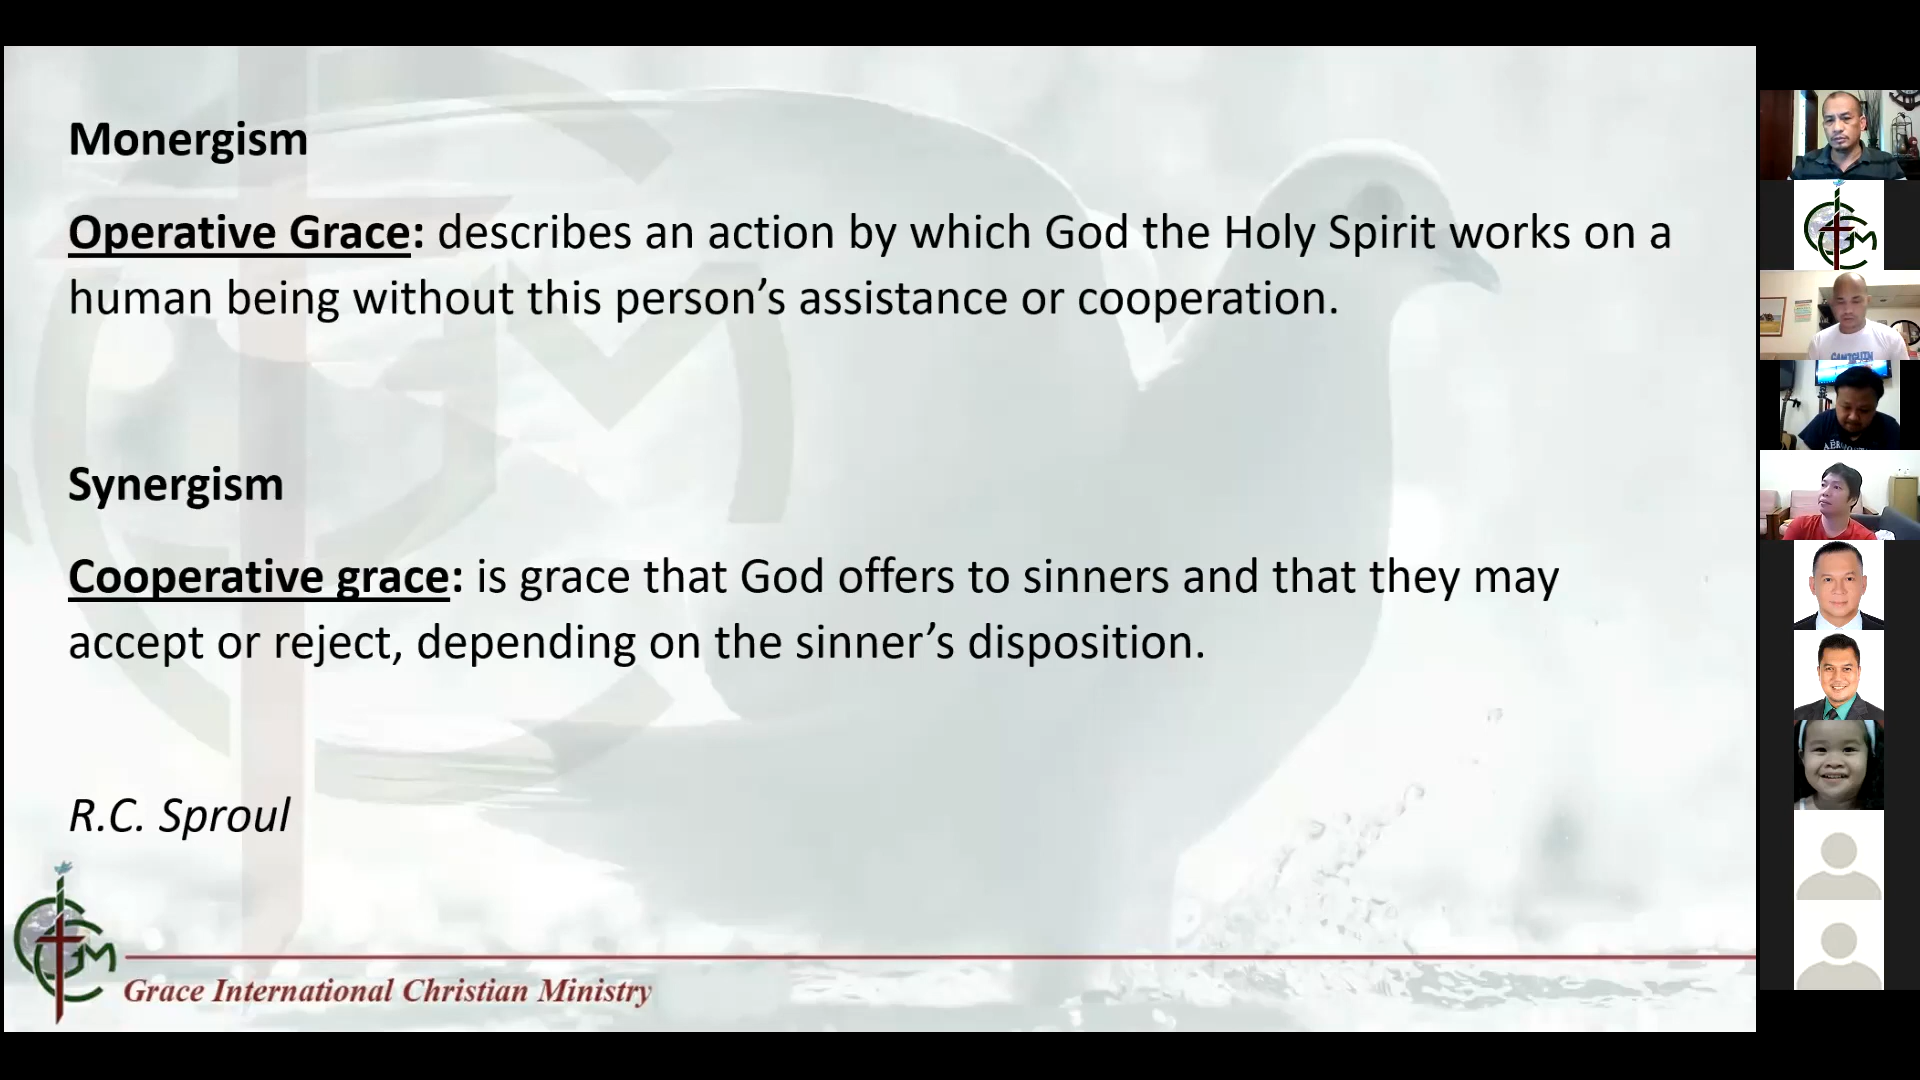 Monergism
Operative Grace: describes an action by which God the Holy Spirit works on a
human being without this person’s assistance or cooperation.
Synergism
Cooperative grace: is grace that God offers to sinners and that they may
accept or reject, depending on the sinner’s disposition.
R.C. Sproul
Grace International Christian Ministry